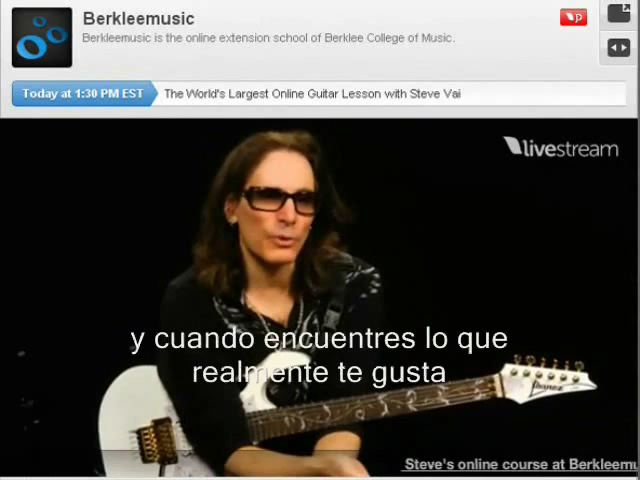 Berkleemusic
Berkleemusic is the online extension school of Berklee College of Music.
Today at 1:30 PM EST
The World's Largest Online Guitar Lesson with Steve Vai
livestream
y cuando encuentres lo que
realmente te gusta
Ibanez
Steve's online course at Berkleemu